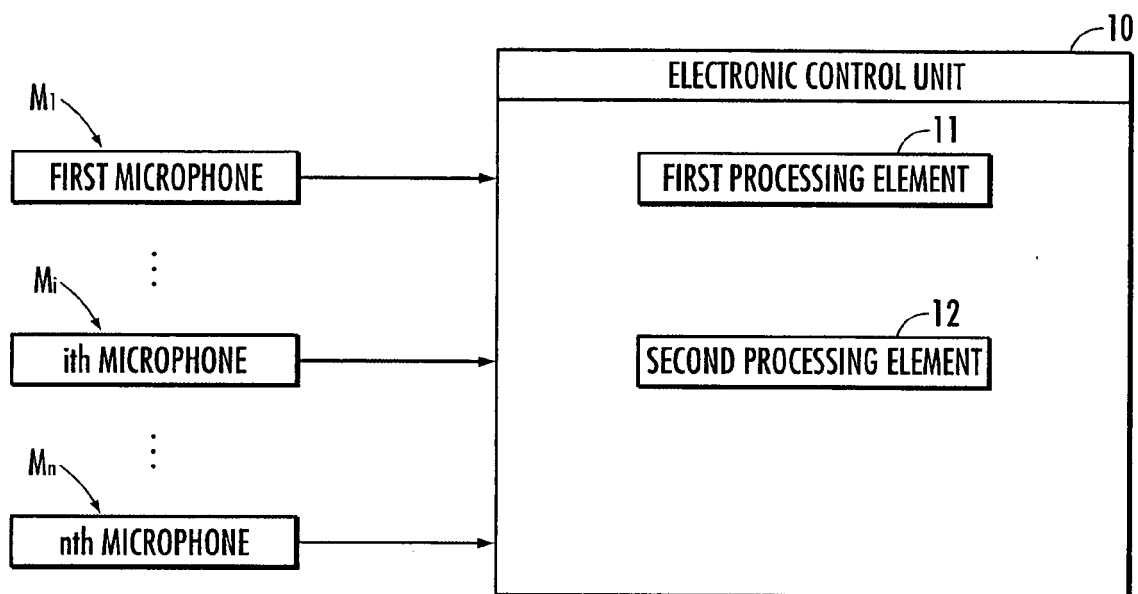 10
ELECTRONIC CONTROL UNIT
M1
FIRST MICROPHONE
11
FIRST PROCESSING ELEMENT
⋮
Mi
ith MICROPHONE
12
SECOND PROCESSING ELEMENT
⋮
Mn
nth MICROPHONE